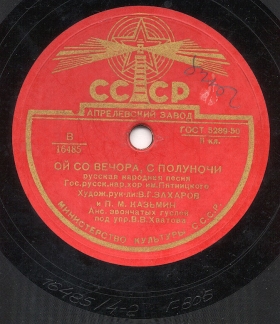 СССР
АПРЕЛЕВСКИЙ ЗАВОД
В
16485
ГОСТ 5289-50
ОЙ СО ВЕЧОРА, С ПОЛУНОЧИ
русская народная песня
Гос. русск. нар. хор им. Пятницкого
Худож. рук-ли В.Г. ЗАХАРОВ
и П. М. КАЗЬМИН
Анс. звончатых гуслей
под упр. В.В. Хватова
МИНИСТЕРСТВО КУЛЬТУРЫ СССР